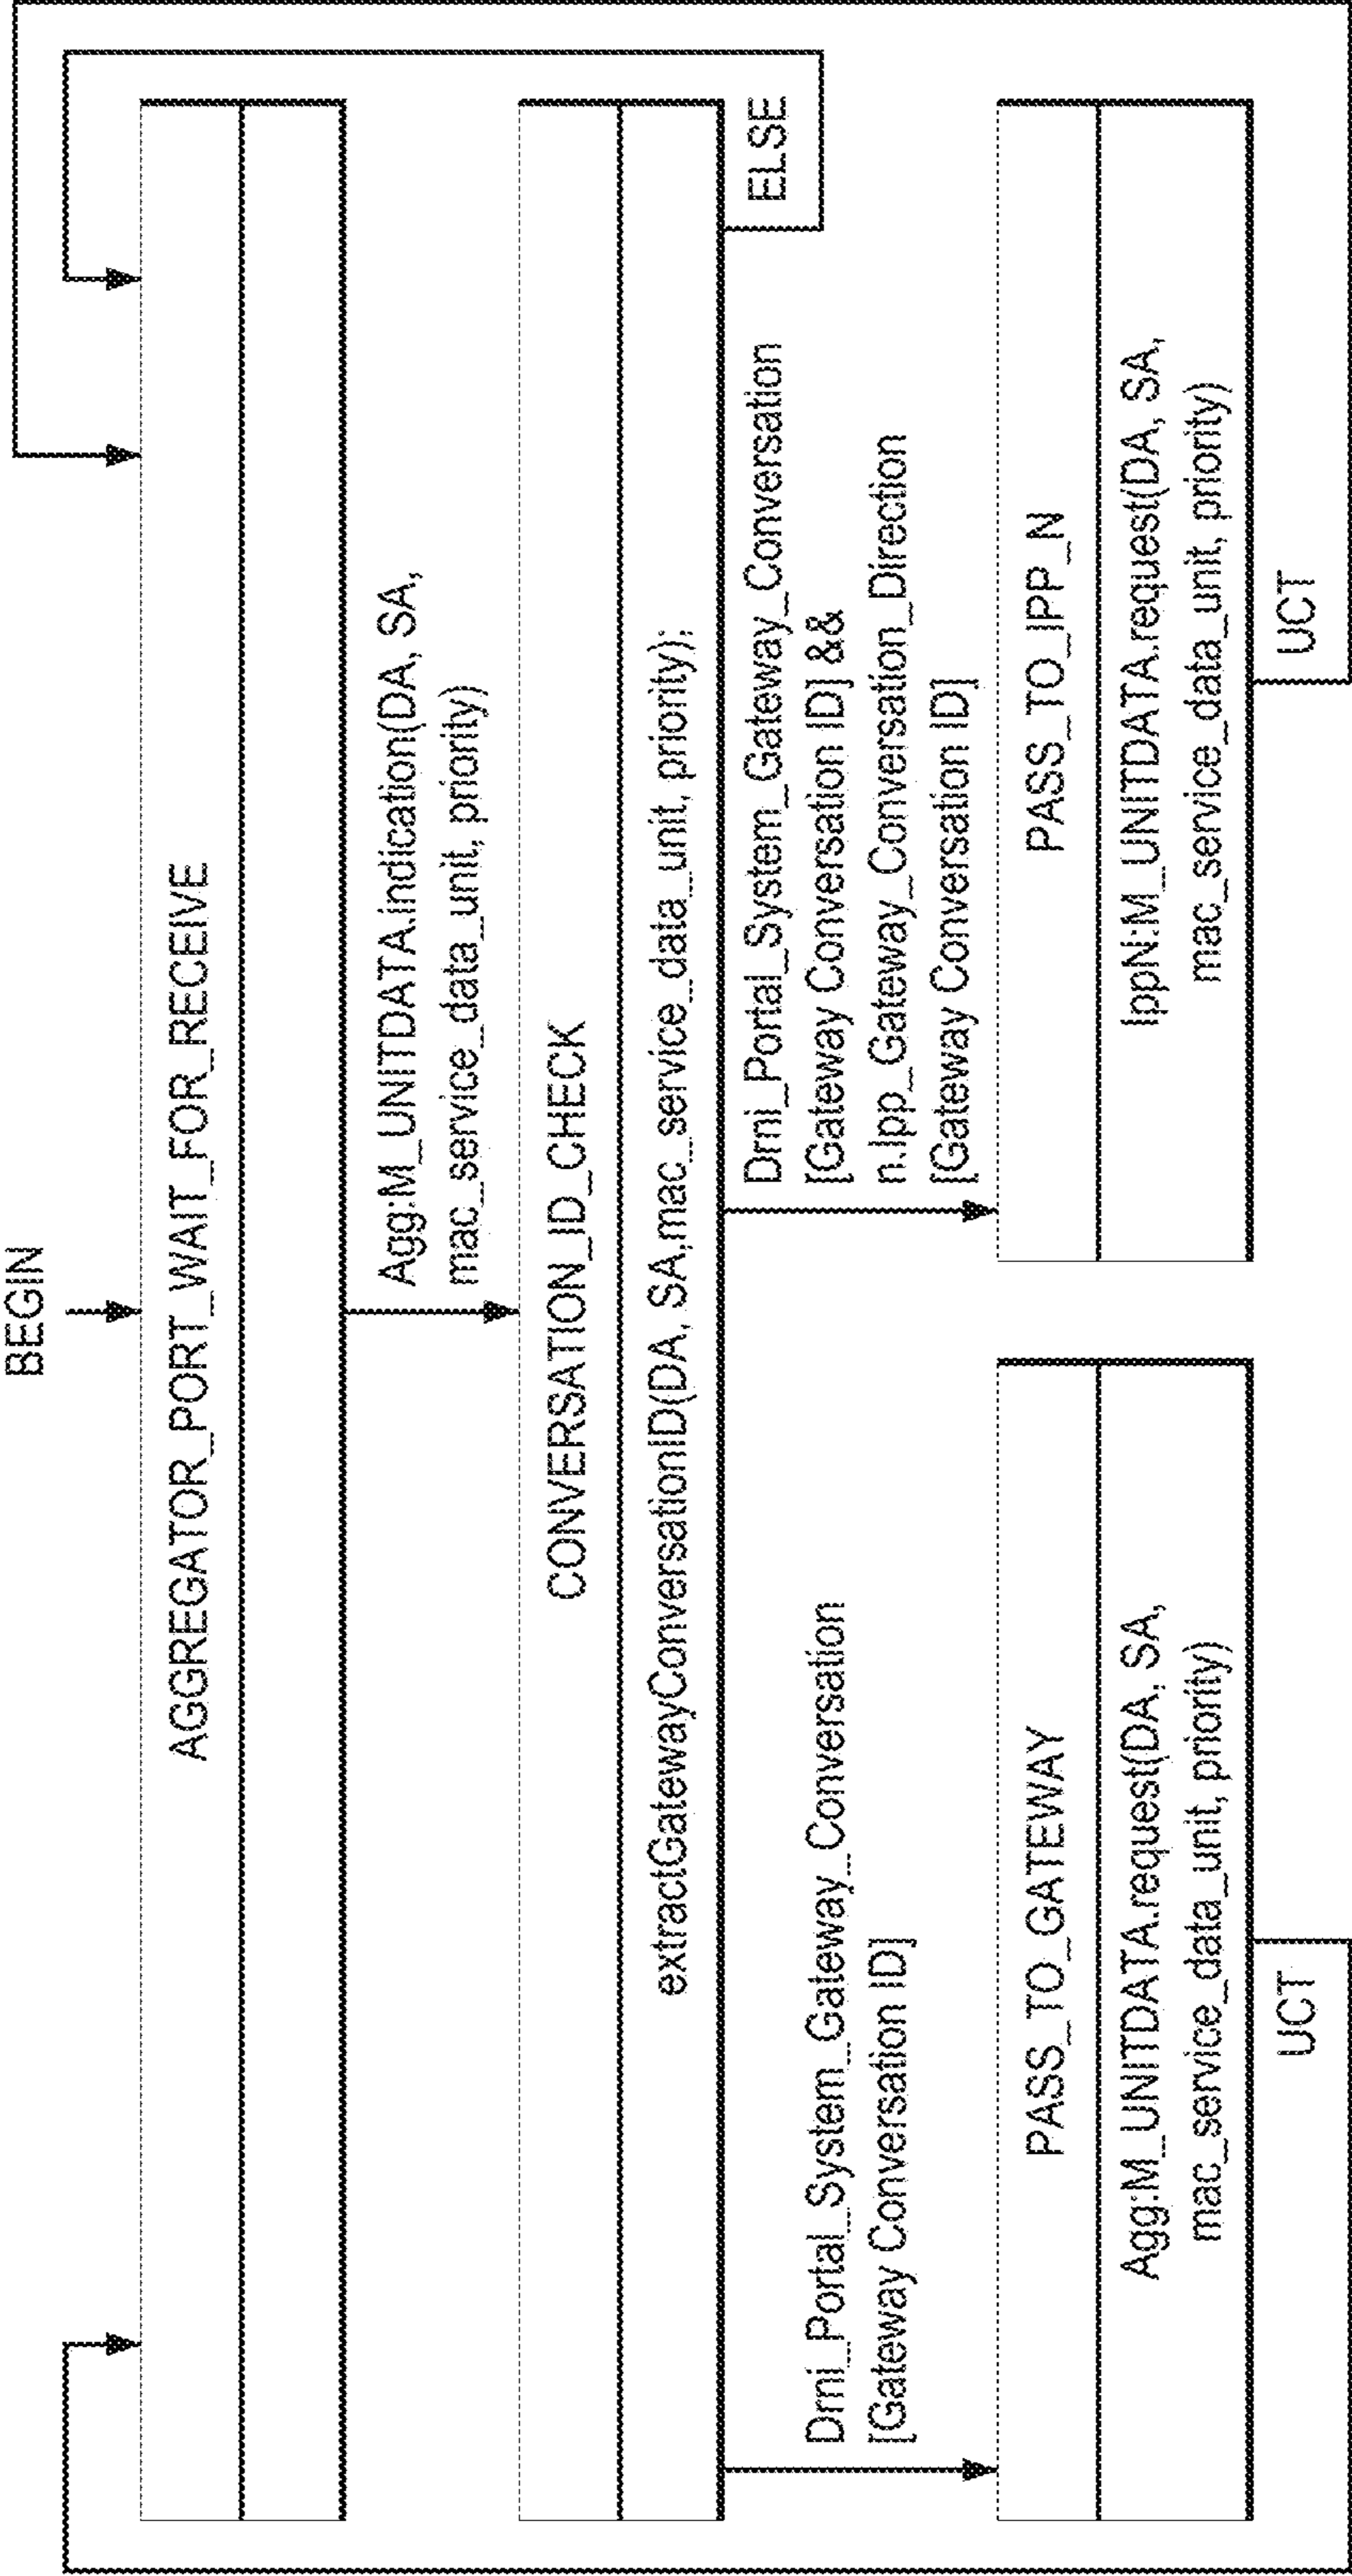 BEGIN
AGGREGATOR_PORT_WAIT_FOR_RECEIVE
Agg:M_UNITDATA.indication(DA, SA,
mac_service_data_unit, priority)
CONVERSATION_ID_CHECK
extractGatewayConversationID(DA, SA,mac_service_data_unit, priority);
ELSE
Drni_Portal_System_Gateway_Conversation
[Gateway Conversation ID]
Drni_Portal_System_Gateway_Conversation
[Gateway Conversation ID] &&
n.Ipp_Gateway_Conversation_Direction
[Gateway Conversation ID]
PASS_TO_GATEWAY
Agg:M_UNITDATA.request(DA, SA,
mac_service_data_unit, priority)
UCT
PASS_TO_IPP_N
IppN:M_UNITDATA.request(DA, SA,
mac_service_data_unit, priority)
UCT